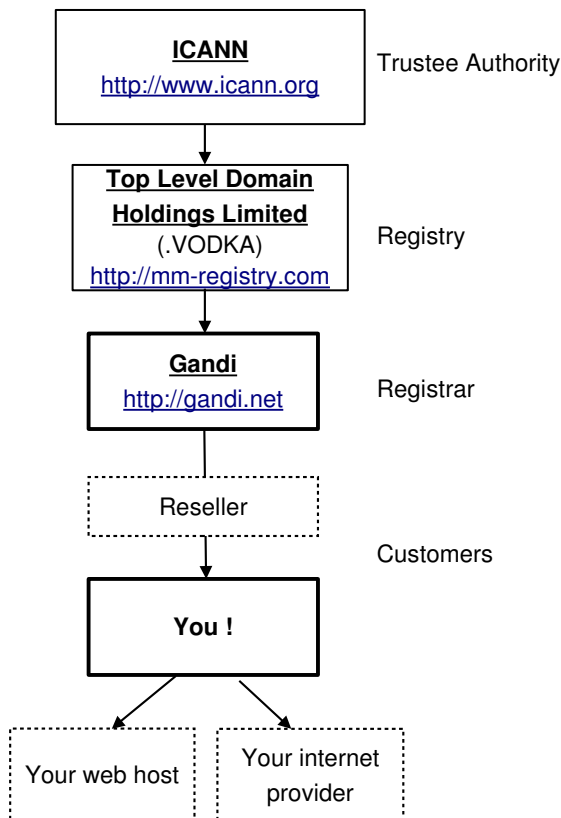 ICANN
http://www.icann.org
Trustee Authority
Top Level Domain
Holdings Limited
(.VODKA)
http://mm-registry.com
Registry
Gandi
http://gandi.net
Registrar
Reseller
Customers
You !
Your web host
Your internet
provider